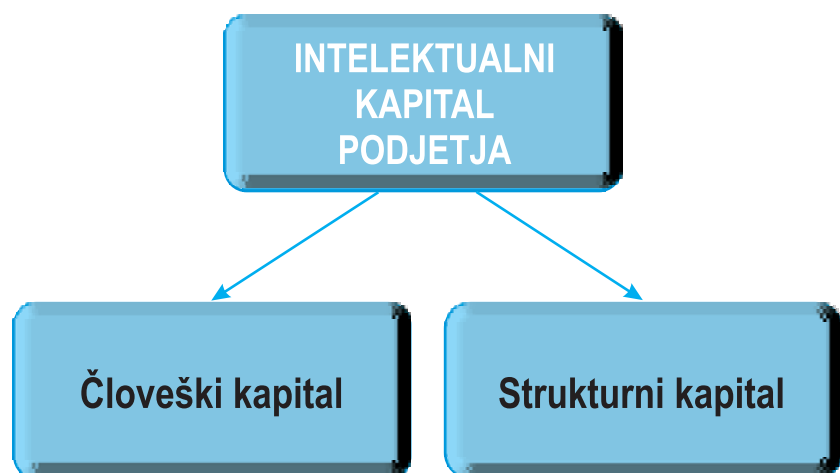 INTELEKTUALNI
KAPITAL
PODJETJA
Človeški kapital
Strukturni kapital